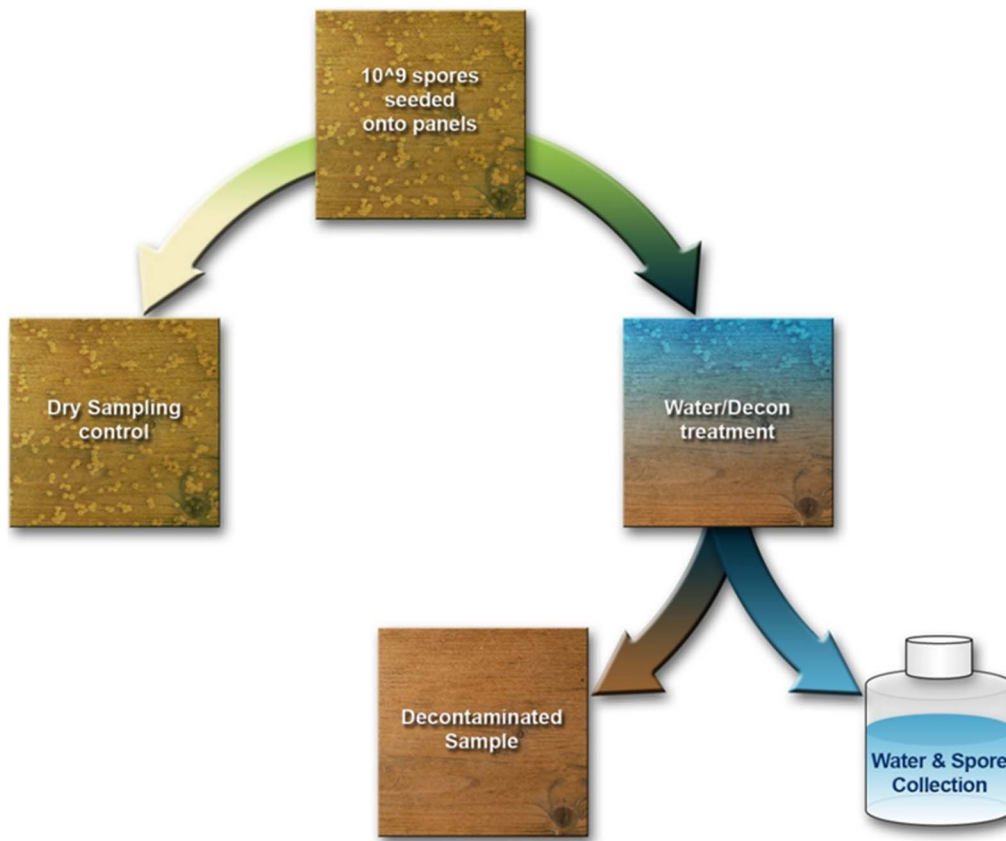 10^9 spores
seeded
onto panels
Dry Sampling
control
Water/Decon
treatment
Decontaminated
Sample
Water & Spore
Collection